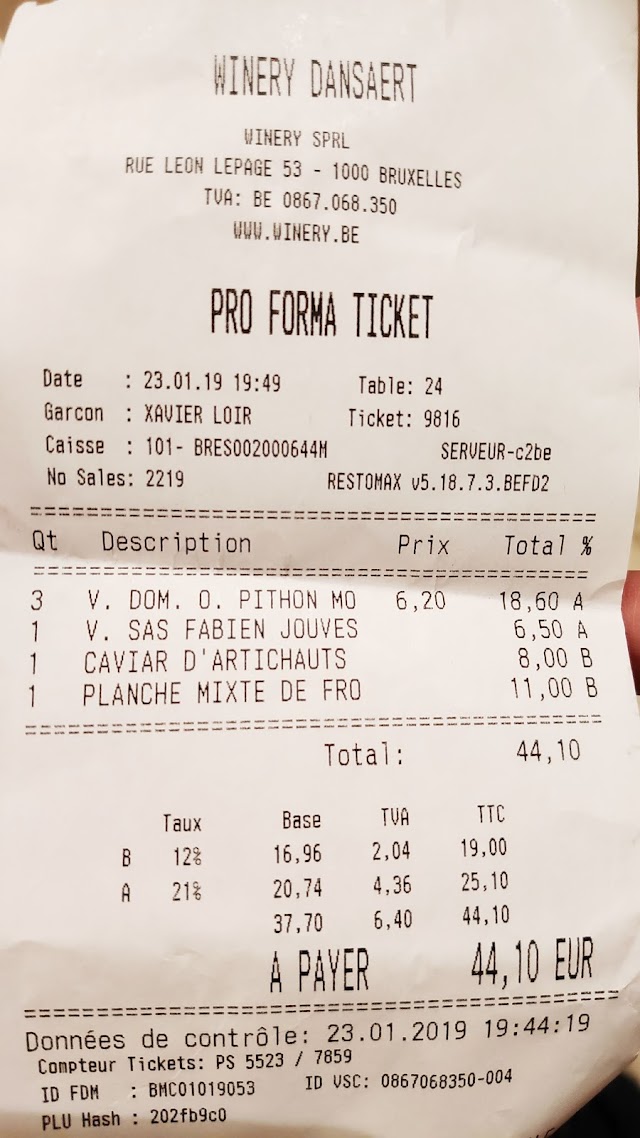 WINERY DANSAERT
WINERY SPRL
RUE LEON LEPAGE 53 - 1000 BRUXELLES
TVA: BE 0867.068.350
WWW.WINERY.BE
PRO FORMA TICKET
Date : 23.01.19 19:49 Table: 24
Garcon : XAVIER LOIR Ticket: 9816
Caisse : 101- BRES002000644M SERVEUR-c2be
No Sales: 2219 RESTOMAX v5.18.7.3.BEFD2
Qt Description Prix Total %
3 V. DOM. O. PITHON MO 6,20 18,60 A
1 V. SAS FABIEN JOUVES 6,50 A
1 CAVIAR D'ARTICHAUTS 8,00 B
1 PLANCHE MIXTE DE FRO 11,00 B
Total: 44,10
Taux Base TVA TTC
B 12% 16,96 2,04 19,00
A 21% 20,74 4,36 25,10
37,70 6,40 44,10
A PAYER 44,10 EUR
Données de contrôle: 23.01.2019 19:44:19
Compteur Tickets: PS 5523 / 7859
ID FDM : BMC01019053 ID VSC: 0867068350-004
PLU Hash : 202fb9c0